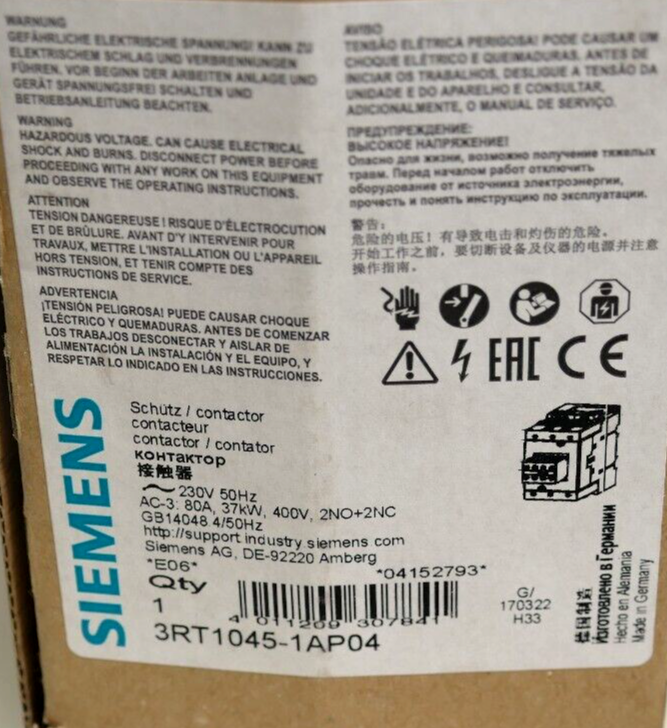 WARNUNG
GEFÄHRLICHE ELEKTRISCHE SPANNUNG! KANN ZU
ELEKTRISCHEM SCHLAG UND VERBRENNUNGEN
FÜHREN. VOR BEGINN DER ARBEITEN ANLAGE UND
GERÄT SPANNUNGSFREI SCHALTEN UND
BETRIEBSANLEITUNG BEACHTEN.
WARNING
HAZARDOUS VOLTAGE. CAN CAUSE ELECTRICAL
SHOCK AND BURNS. DISCONNECT POWER BEFORE
PROCEEDING WITH ANY WORK ON THIS EQUIPMENT
AND OBSERVE THE OPERATING INSTRUCTIONS.
ATTENTION
TENSION DANGEREUSE ! RISQUE D'ÉLECTROCUTION
ET DE BRÛLURE. AVANT D'Y INTERVENIR POUR
TRAVAUX, METTRE L'INSTALLATION OU L'APPAREIL
HORS TENSION, ET TENIR COMPTE DES
INSTRUCTIONS DE SERVICE.
ADVERTENCIA
¡TENSIÓN PELIGROSA! PUEDE CAUSAR CHOQUE
ELÉCTRICO Y QUEMADURAS. ANTES DE COMENZAR
LOS TRABAJOS DESCONECTAR Y AISLAR DE
ALIMENTACIÓN LA INSTALACIÓN Y EL EQUIPO, Y
RESPETAR LO INDICADO EN LAS INSTRUCCIONES.
AVISO
TENSÃO ELÉTRICA PERIGOSA! PODE CAUSAR UM
CHOQUE ELÉTRICO E QUEIMADURAS. ANTES DE
INICIAR OS TRABALHOS, DESLIGUE A TENSÃO DA
UNIDADE E DO APARELHO E CONSULTAR,
ADICIONALMENTE, O MANUAL DE SERVIÇO.
ПРЕДУПРЕЖДЕНИЕ:
ВЫСОКОЕ НАПРЯЖЕНИЕ!
Опасно для жизни, возможно получение тяжелых
травм. Перед началом работ отключить
оборудование от источника электроэнергии,
прочесть и понять инструкцию по эксплуатации.
警告:
危险的电压! 有导致电击和灼伤的危险。
开始工作之前, 要切断设备及仪器的电源并注意
操作指南。
EAC CE
SIEMENS
Schütz / contactor
contacteur
contactor / contator
контактор
接触器
~ 230V 50Hz
AC-3: 80A, 37kW, 400V, 2NO+2NC
GB14048 4/50Hz
http://support.industry.siemens.com
Siemens AG, DE-92220 Amberg
*E06* *04152793*
Qty
1
4 011209 307841
3RT1045-1AP04
G/
170322
H33
德国制造
Изготовлено в Германии
Hecho en Alemania
Made in Germany